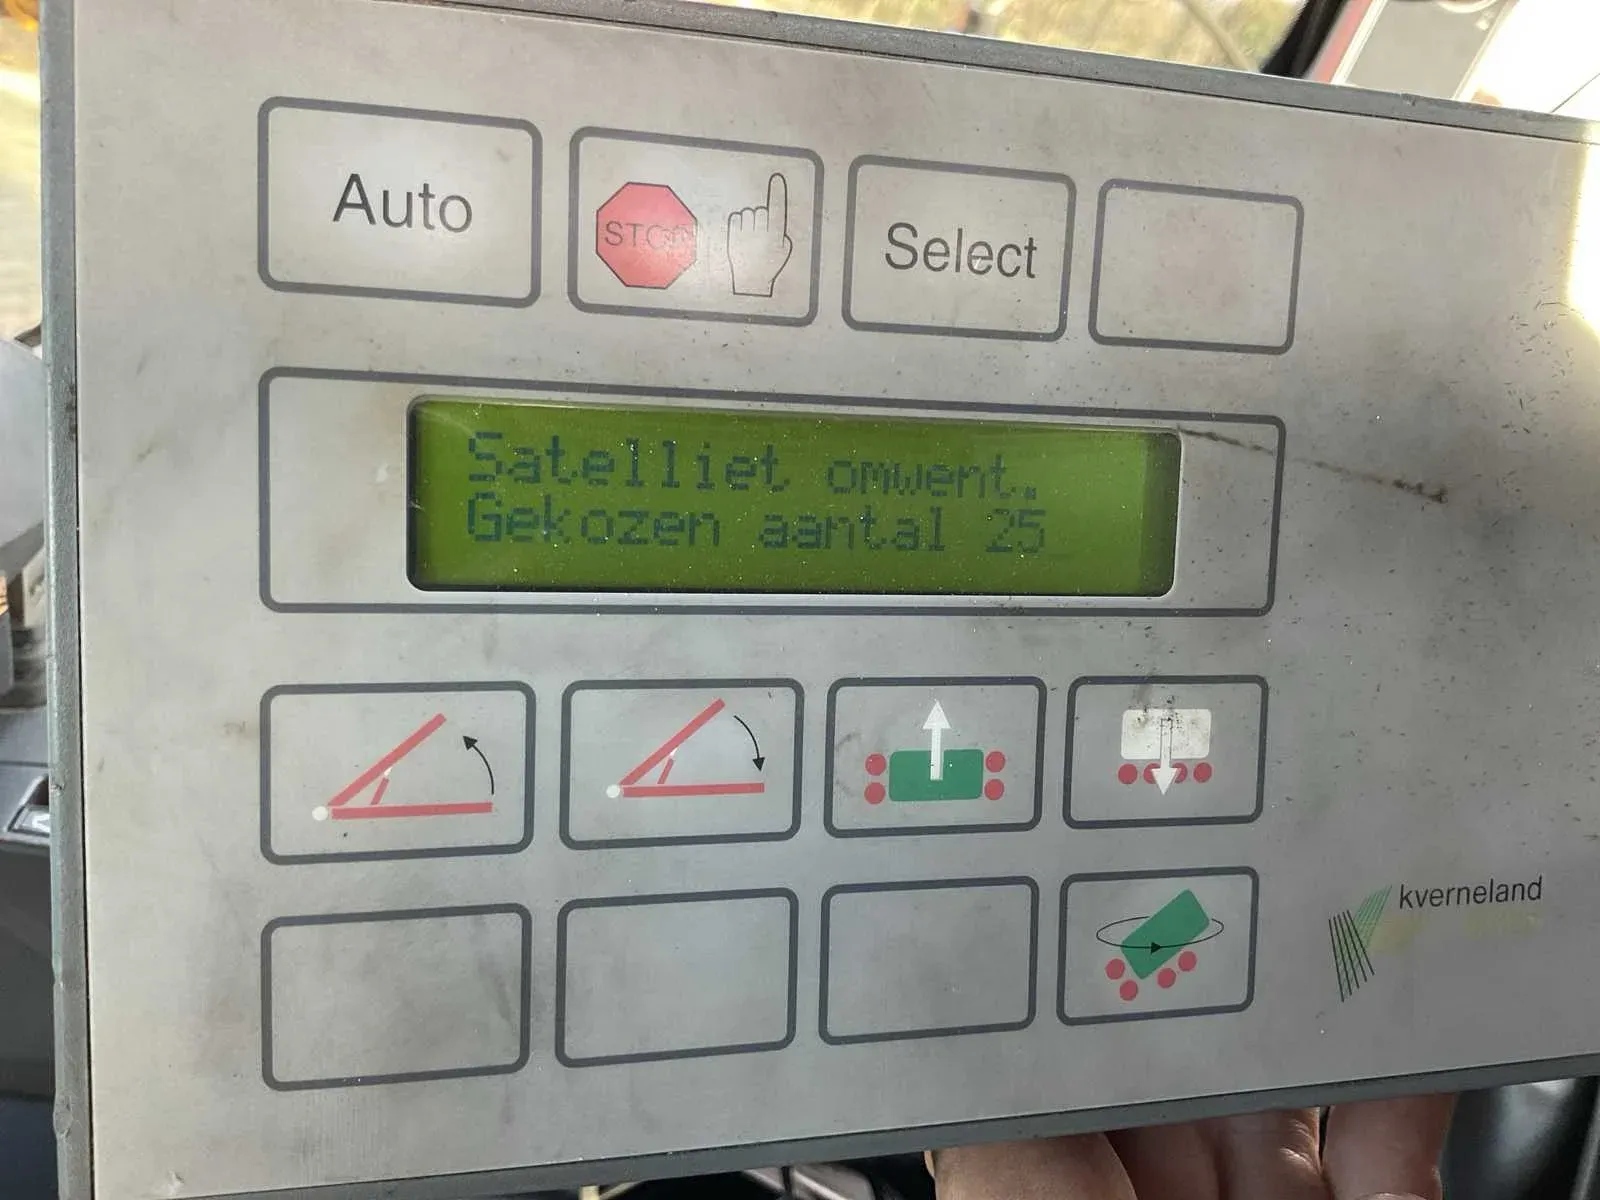 Auto
STOP
Select
Satelliet omwent.
Gekozen aantal 25
kverneland